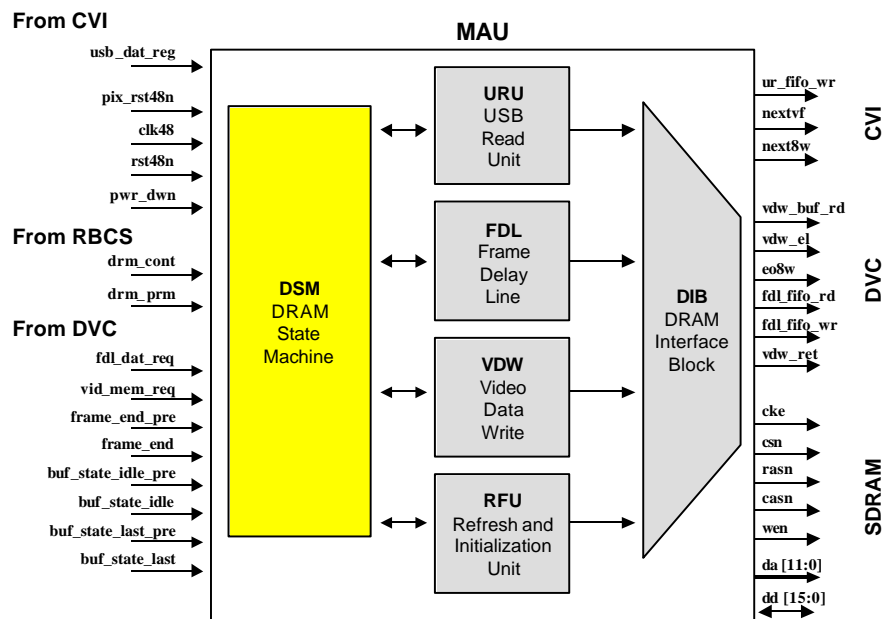 From CVI
usb_dat_reg
pix_rst48n
clk48
rst48n
pwr_dwn
From RBCS
drm_cont
drm_prm
From DVC
fdl_dat_req
vid_mem_req
frame_end_pre
frame_end
buf_state_idle_pre
buf_state_idle
buf_state_last_pre
buf_state_last
MAU
DSM
DRAM
State
Machine
URU
USB
Read
Unit
FDL
Frame
Delay
Line
VDW
Video
Data
Write
RFU
Refresh and
Initialization
Unit
DIB
DRAM
Interface
Block
ur_fifo_wr
nextvf
next8w
CVI
vdw_buf_rd
vdw_el
eo8w
fdl_fifo_rd
fdl_fifo_wr
vdw_ret
DVC
cke
csn
rasn
casn
wen
da [11:0]
dd [15:0]
SDRAM